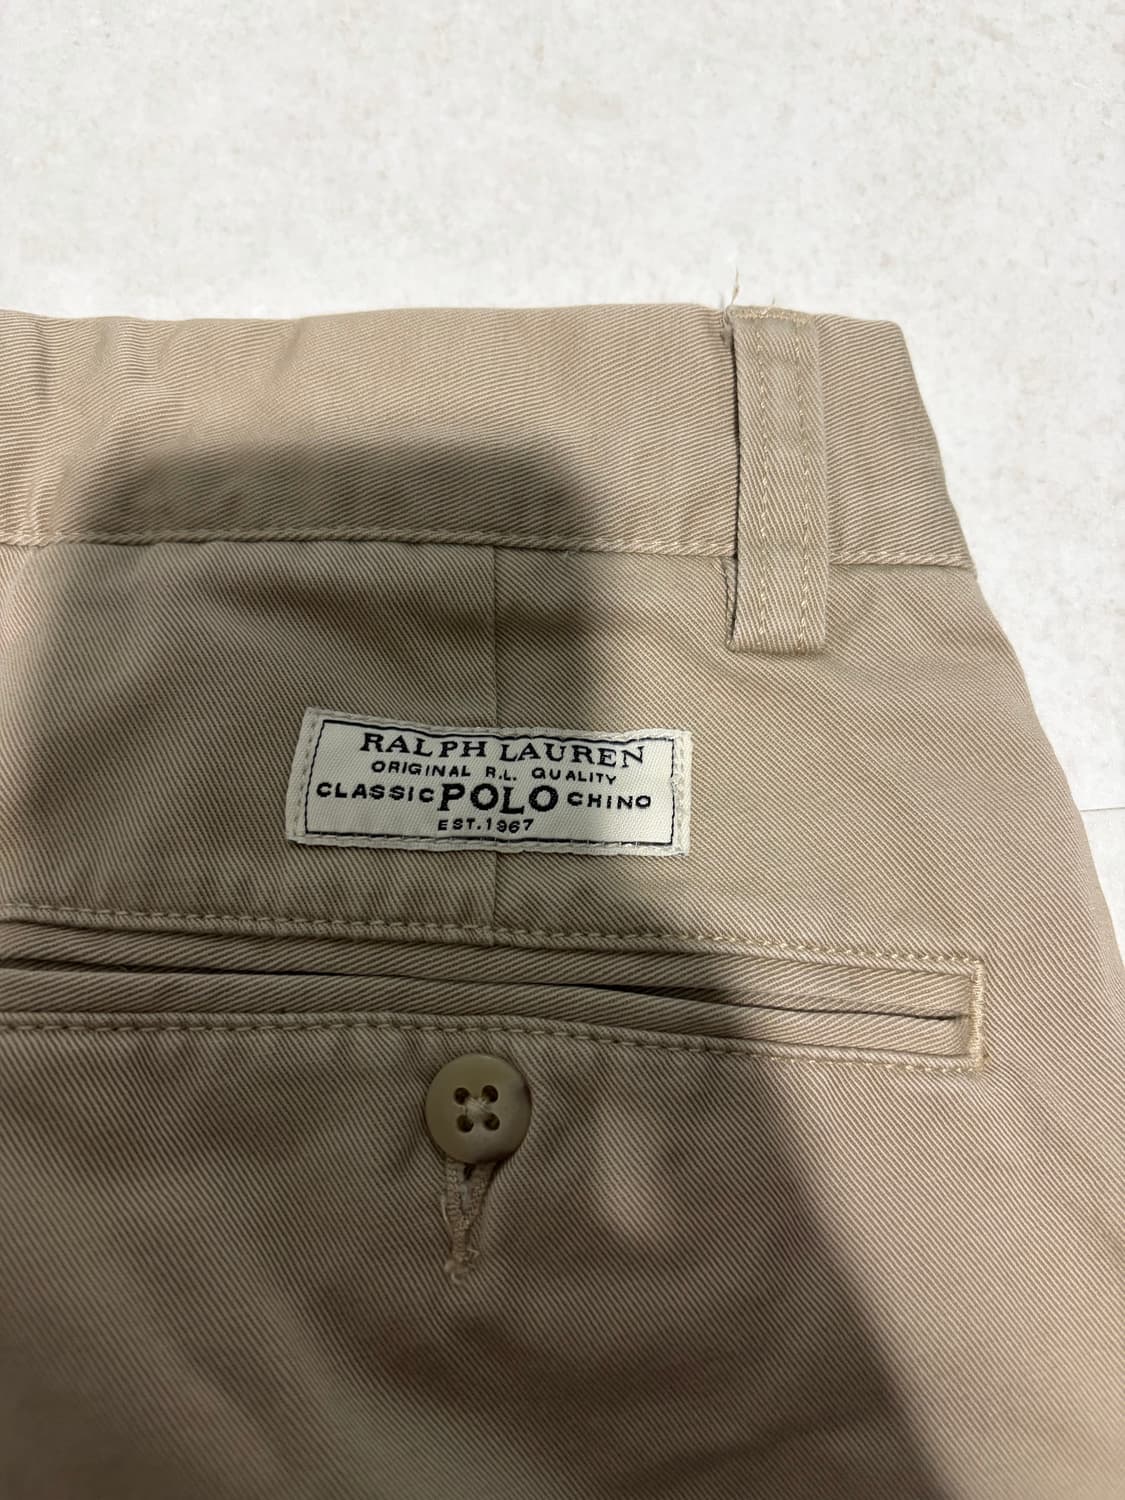 RALPH LAUREN
ORIGINAL R.L. QUALITY
CLASSIC POLO CHINO
EST. 1967